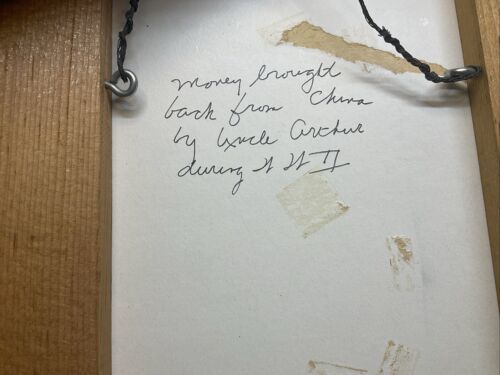 Money brought
back from China
by Uncle Arthur
during W W II